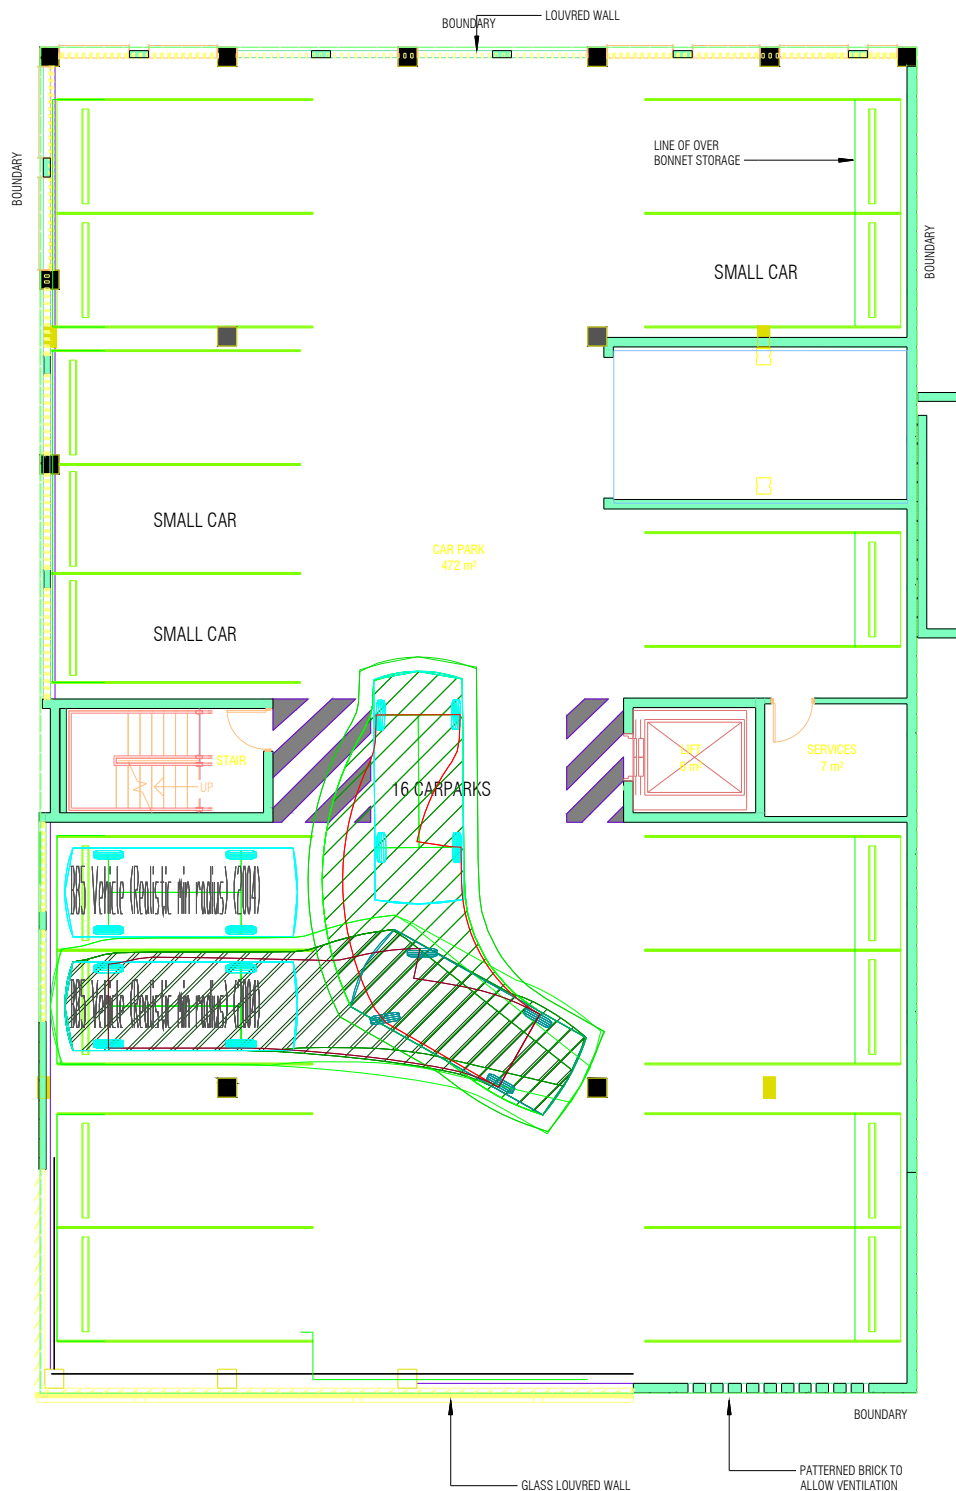 LOUVRED WALL
BOUNDARY
LINE OF OVER
BONNET STORAGE
BOUNDARY
BOUNDARY
SMALL CAR
SMALL CAR
CAR PARK
472 m²
SMALL CAR
STAIR
UP
LIFT
SERVICES
7 m²
16 CARPARKS
B85 Vehicle (Realistic min radius) (2004)
B85 Vehicle (Realistic min radius) (2004)
BOUNDARY
PATTERNED BRICK TO
ALLOW VENTILATION
GLASS LOUVRED WALL